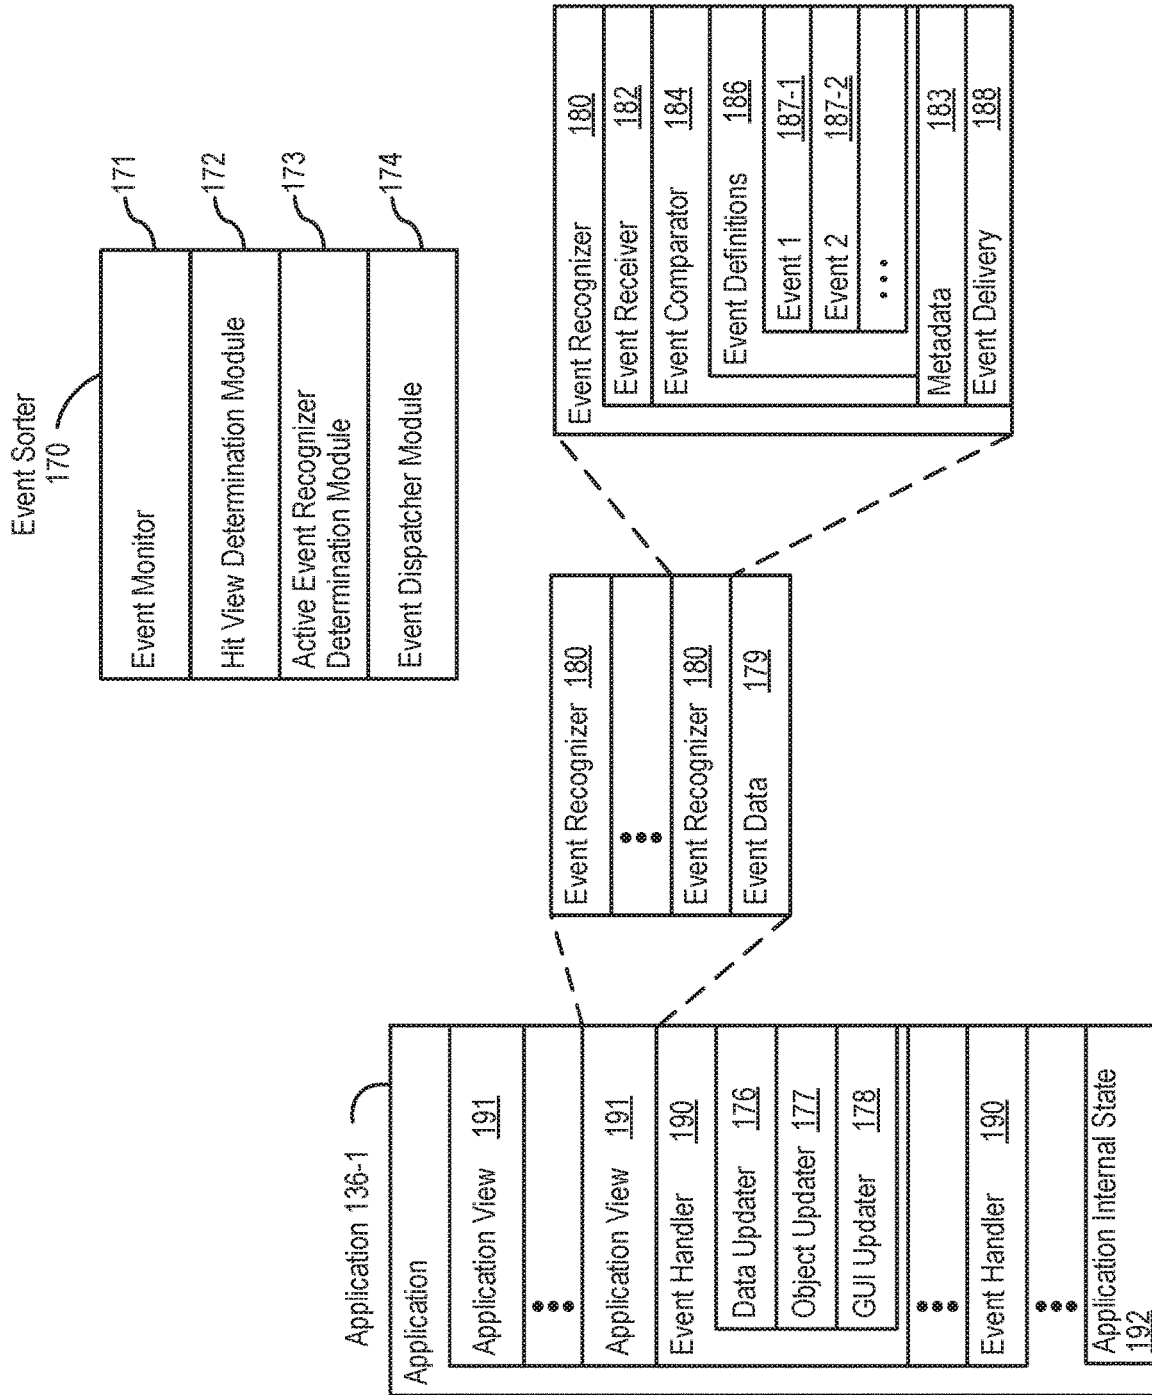 Event Sorter
170
Event Monitor
171
Hit View Determination Module
172
Active Event Recognizer
Determination Module
173
Event Dispatcher Module
174
Application 136-1
Application
Application View 191
•••
Application View 191
Event Handler 190
Data Updater 176
Object Updater 177
GUI Updater 178
•••
Event Handler 190
•••
Application Internal State
192
Event Recognizer 180
•••
Event Recognizer 180
Event Data 179
Event Recognizer 180
Event Receiver 182
Event Comparator 184
Event Definitions 186
Event 1 187-1
Event 2 187-2
•••
Metadata 183
Event Delivery 188